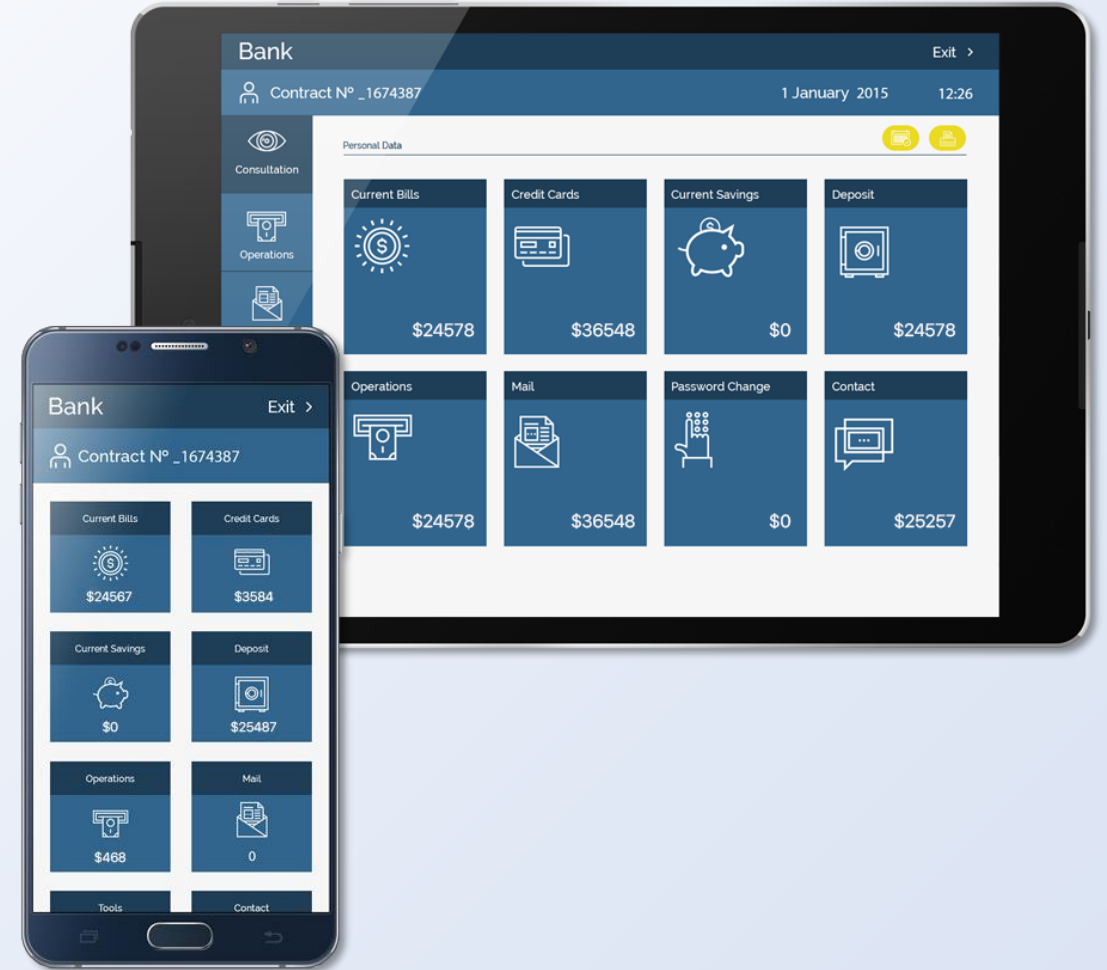 Bank
Exit >
Contract Nº _1674387
1 January 2015
12:26
Consultation
Operations
Personal Data
Current Bills
$24578
Credit Cards
$36548
Current Savings
$0
Deposit
$24578
Operations
$24578
Mail
$36548
Password Change
$0
Contact
$25257
Bank
Exit >
Contract Nº _1674387
Current Bills
$24567
Credit Cards
$3584
Current Savings
$0
Deposit
$25487
Operations
$468
Mail
0
Tools
Contact